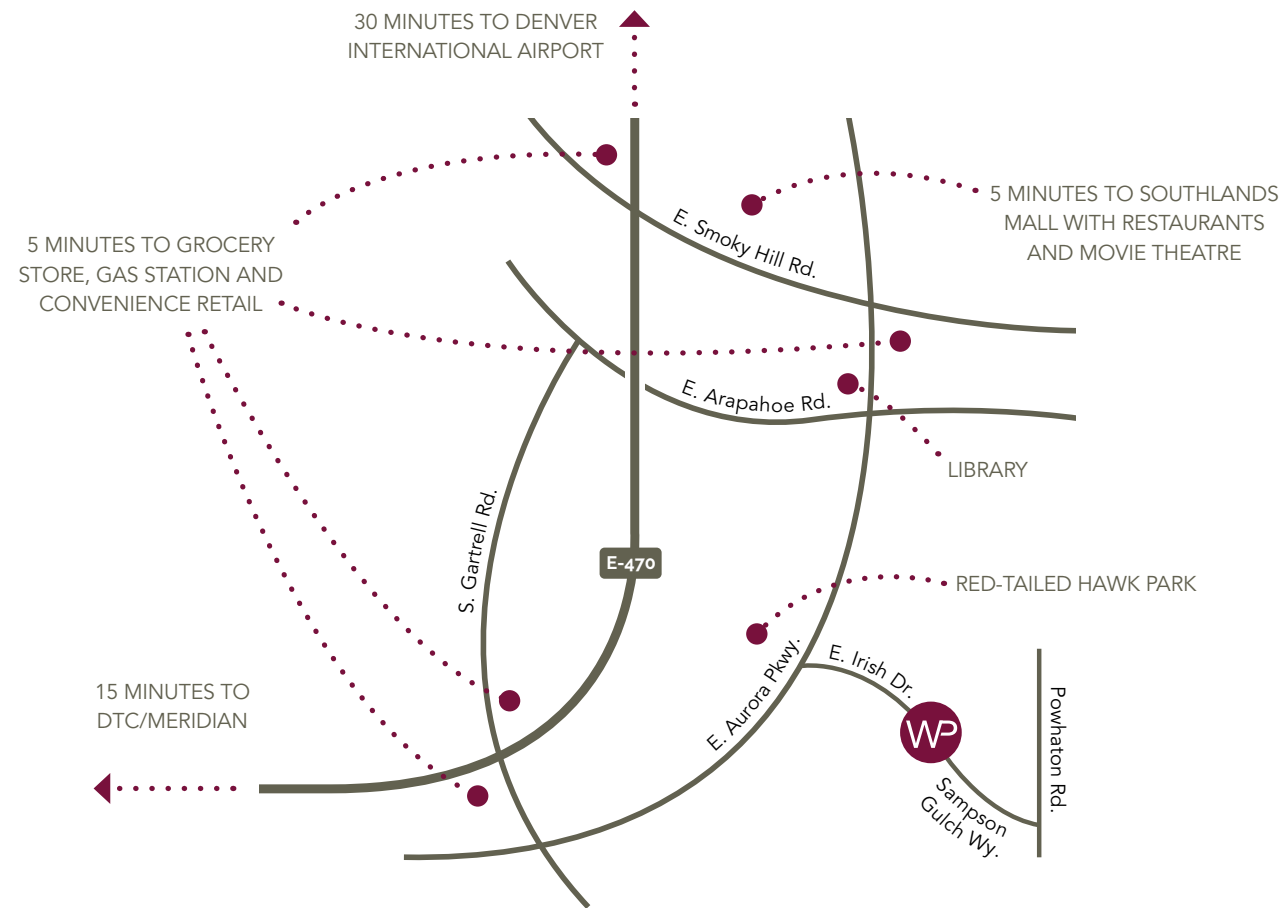 30 MINUTES TO DENVER
INTERNATIONAL AIRPORT
5 MINUTES TO SOUTHLANDS
MALL WITH RESTAURANTS
AND MOVIE THEATRE
E. Smoky Hill Rd.
5 MINUTES TO GROCERY
STORE, GAS STATION AND
CONVENIENCE RETAIL
E. Arapahoe Rd.
LIBRARY
S. Gartrell Rd.
E-470
RED-TAILED HAWK PARK
E. Aurora Pkwy.
E. Irish Dr.
15 MINUTES TO
DTC/MERIDIAN
WP
Powhaton Rd.
Sampson
Gulch Wy.